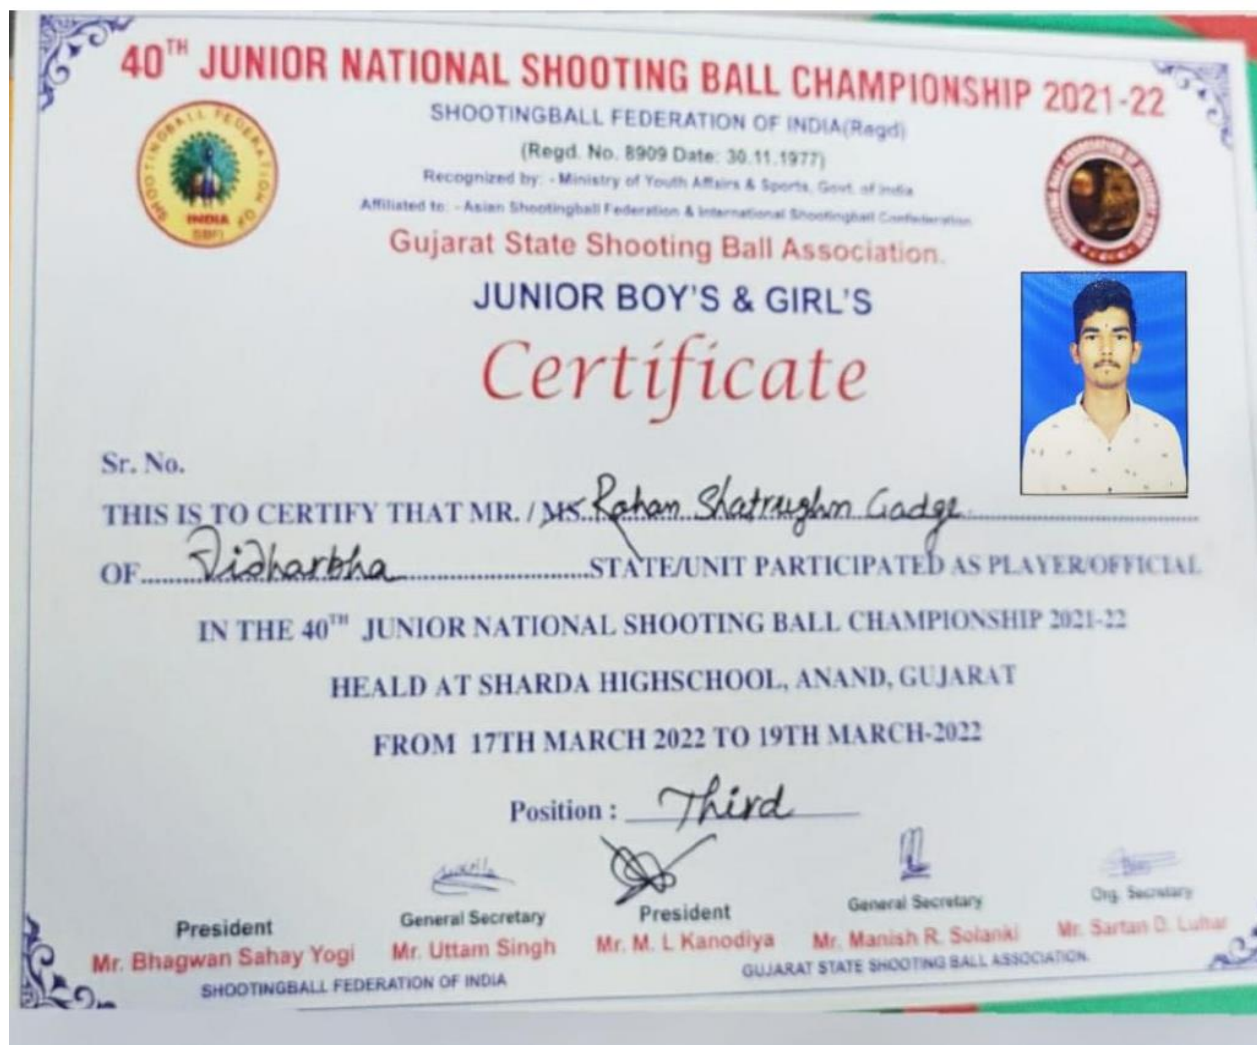 40TH JUNIOR NATIONAL SHOOTING BALL CHAMPIONSHIP 2021-22
SHOOTINGBALL FEDERATION OF INDIA(Regd)
(Regd. No. 8909 Date: 30.11.1977)
Recognized by: - Ministry of Youth Affairs & Sports, Govt. of India
Affiliated to: - Asian Shootingball Federation & International Shootingball Confederation
SHOOTINGBALL FEDERATION OF
INDIA
SBFI
Gujarat State Shooting Ball Association.
JUNIOR BOY'S & GIRL'S
Certificate
Sr. No.
THIS IS TO CERTIFY THAT MR. / MS. Rohan Shatrughn Gadge
OF Vidharbha STATE/UNIT PARTICIPATED AS PLAYER/OFFICIAL
IN THE 40TH JUNIOR NATIONAL SHOOTING BALL CHAMPIONSHIP 2021-22
HEALD AT SHARDA HIGHSCHOOL, ANAND, GUJARAT
FROM 17TH MARCH 2022 TO 19TH MARCH-2022
Position : Third
President General Secretary President General Secretary Org. Secretary
Mr. Bhagwan Sahay Yogi Mr. Uttam Singh Mr. M. L Kanodiya Mr. Manish R. Solanki Mr. Sartan D. Luhar
SHOOTINGBALL FEDERATION OF INDIA GUJARAT STATE SHOOTING BALL ASSOCIATION.